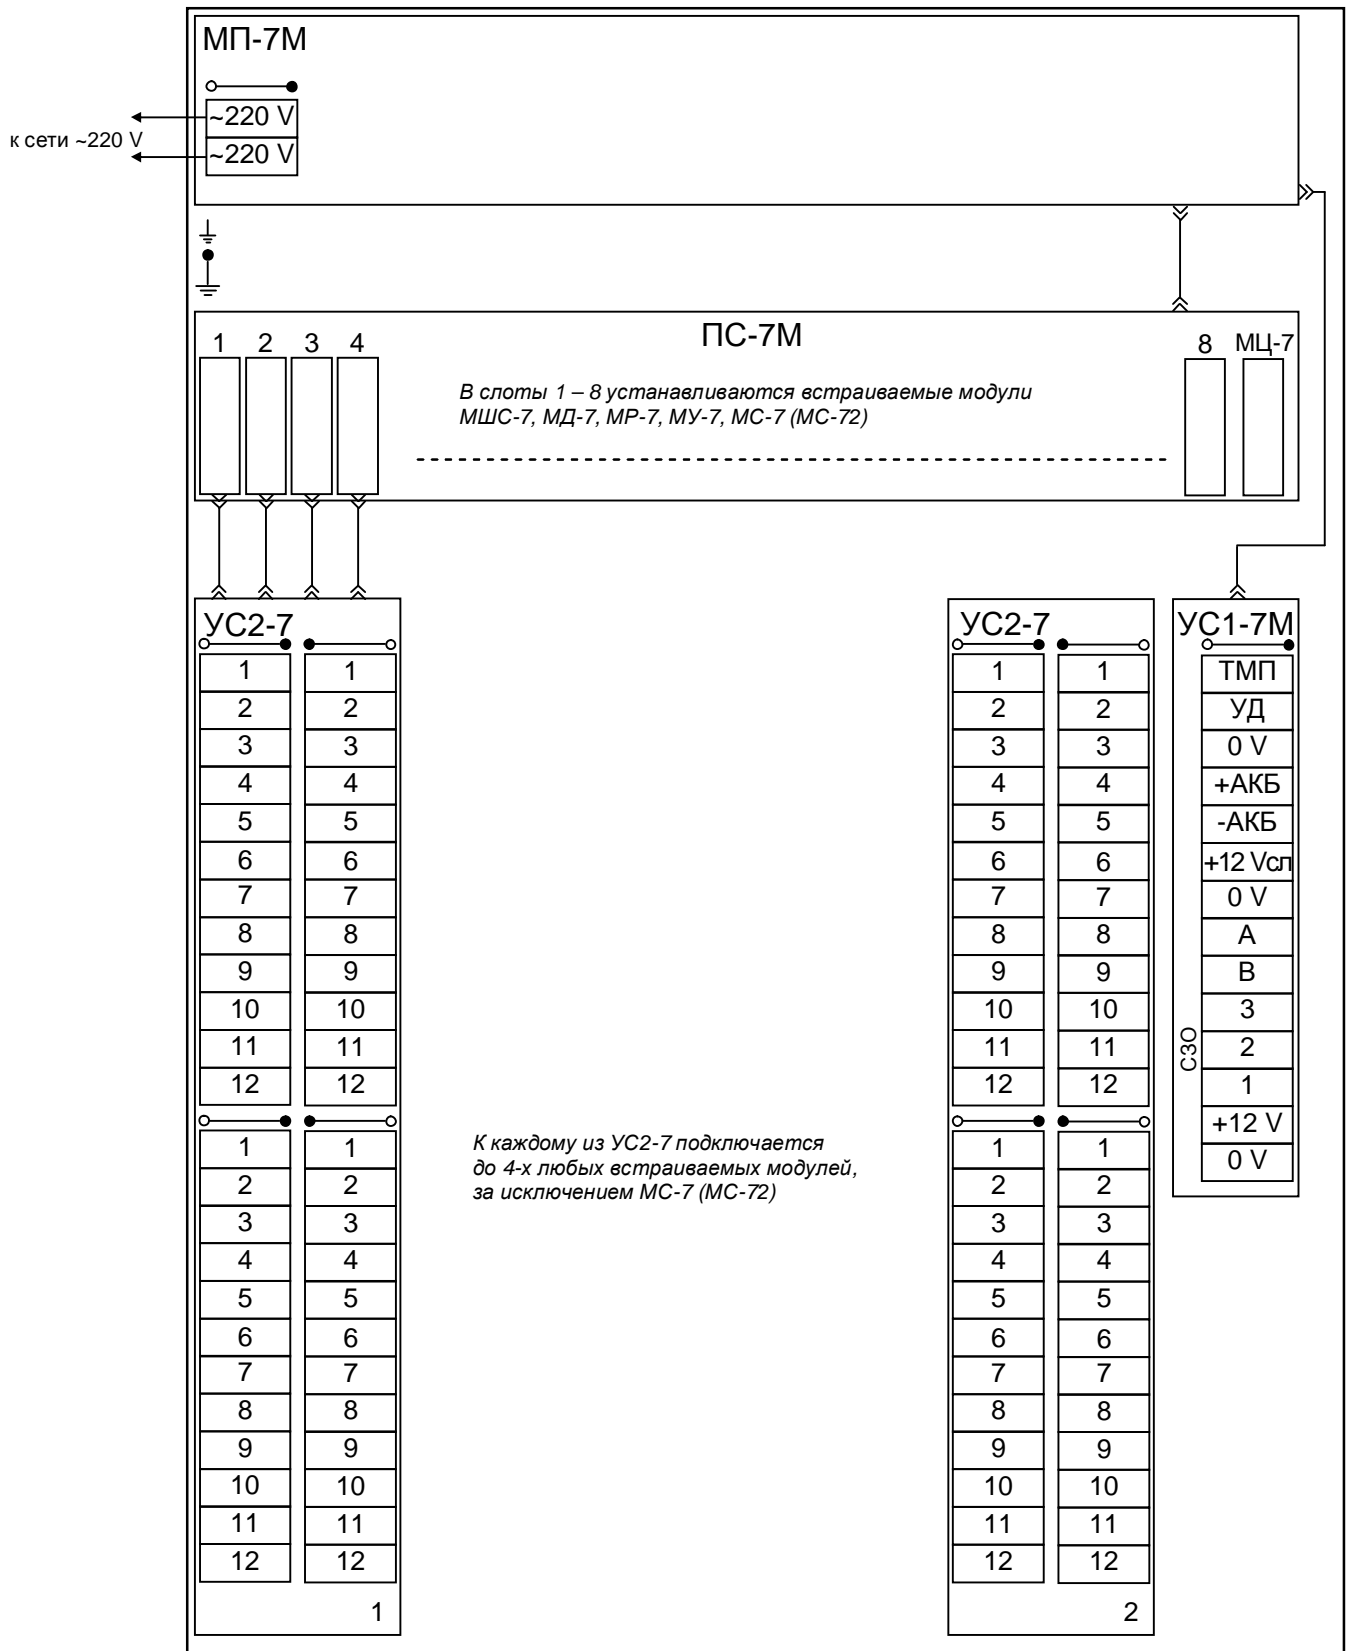 МП-7М
~220 V
к сети ~220 V
~220 V
ПС-7М
1 2 3 4 8 МЦ-7
В слоты 1 – 8 устанавливаются встраиваемые модули
МШС-7, МД-7, МР-7, МУ-7, МС-7 (МС-72)
УС2-7 УС2-7 УС1-7М
1 1 1 1 ТМП
2 2 2 2 УД
3 3 3 3 0 V
4 4 4 4 +АКБ
5 5 5 5 -АКБ
6 6 6 6 +12 Vсл
7 7 7 7 0 V
8 8 8 8 А
9 9 9 9 В
10 10 10 10 3
11 11 11 11 СЗО 2
12 12 12 12 1
+12 V
К каждому из УС2-7 подключается
до 4-х любых встраиваемых модулей,
за исключением МС-7 (МС-72)
1 1 1 1 0 V
2 2 2 2
3 3 3 3
4 4 4 4
5 5 5 5
6 6 6 6
7 7 7 7
8 8 8 8
9 9 9 9
10 10 10 10
11 11 11 11
12 12 12 12
1 2